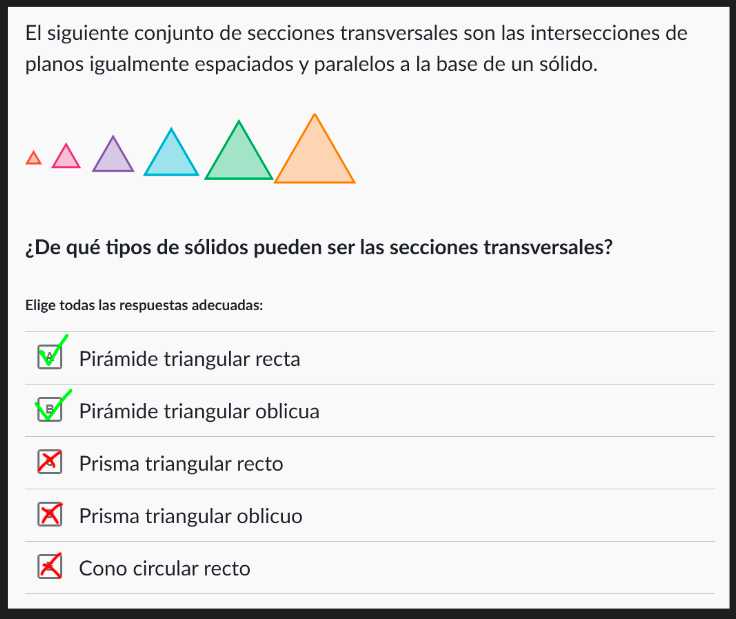 El siguiente conjunto de secciones transversales son las intersecciones de
planos igualmente espaciados y paralelos a la base de un sólido.
¿De qué tipos de sólidos pueden ser las secciones transversales?
Elige todas las respuestas adecuadas:
A Pirámide triangular recta
B Pirámide triangular oblicua
Prisma triangular recto
Prisma triangular oblicuo
Cono circular recto